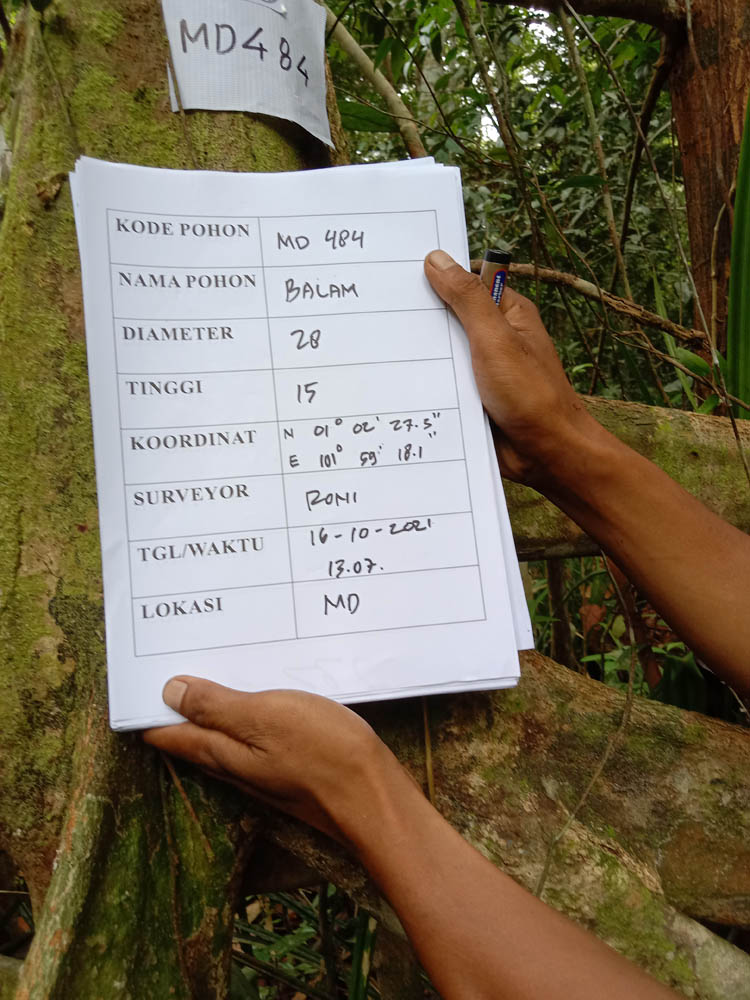 MD484
KODE POHON MD 484
NAMA POHON BALAM
DIAMETER 28
TINGGI 15
KOORDINAT N 01° 02' 27.5"
E 101° 59' 18.1"
SURVEYOR RONI
TGL/WAKTU 16-10-2021
13.07.
LOKASI MD